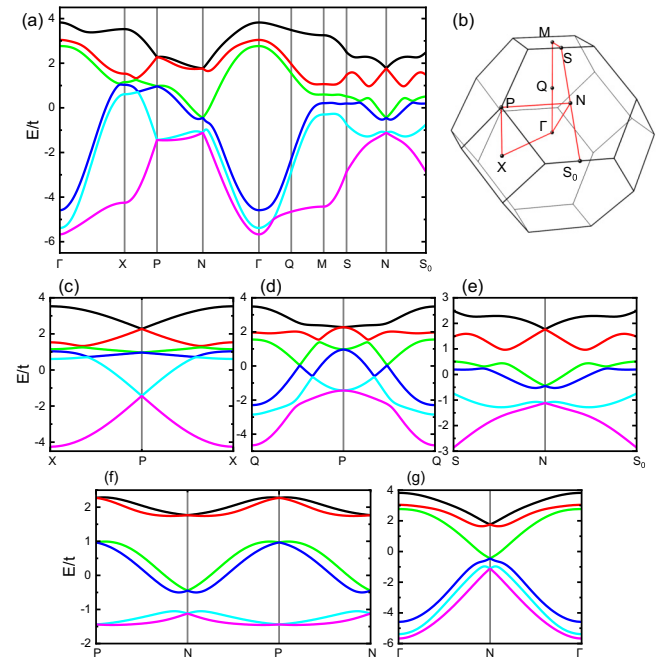 (a)
E/t
4
2
0
-2
-4
-6
Γ X P N Γ Q M S N S₀
(b)
M
S
Q
P
N
Γ
X
S₀
(c)
E/t
4
2
0
-2
-4
X P X
(d)
4
2
0
-2
-4
Q P Q
(e)
3
2
1
0
-1
-2
-3
S N S₀
(f)
E/t
2
1
0
-1
-2
P N P N
(g)
4
2
0
-2
-4
-6
Γ N Γ